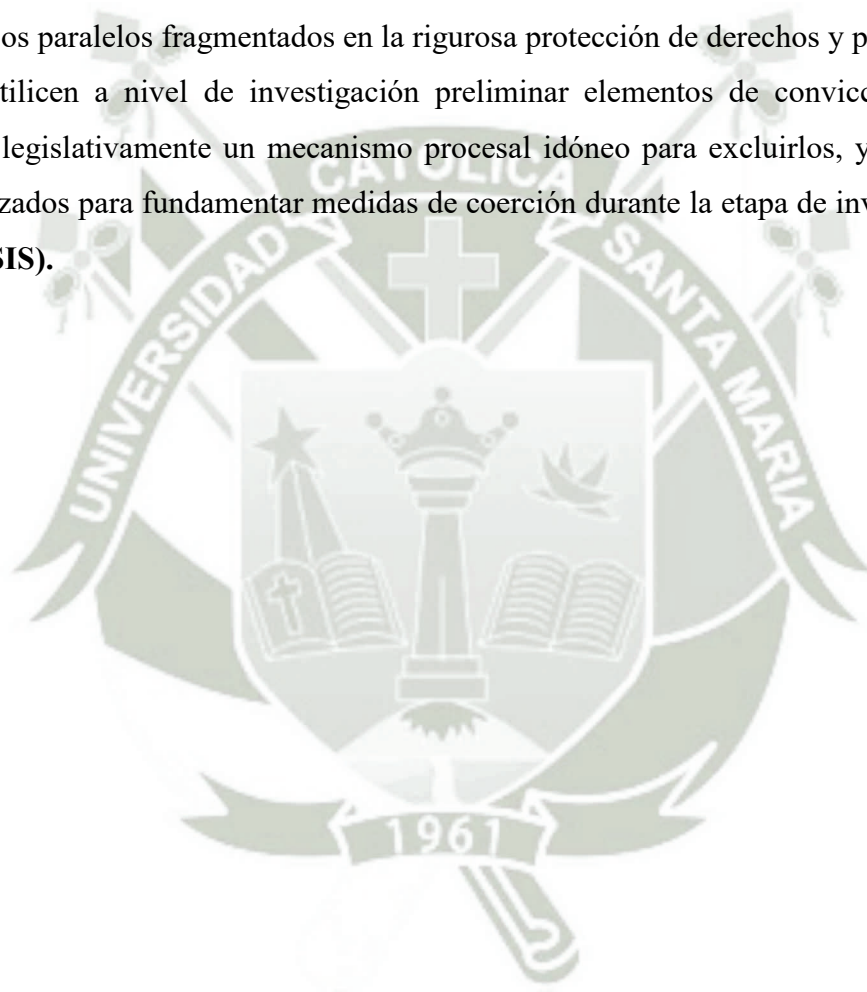 os paralelos fragmentados en la rigurosa protección de derechos y p
tilicen a nivel de investigación preliminar elementos de convicc
legislativamente un mecanismo procesal idóneo para excluirlos, y
zados para fundamentar medidas de coerción durante la etapa de inv
SIS).
CATOLICA
UNIVERSIDAD
SANTA MARIA
1961